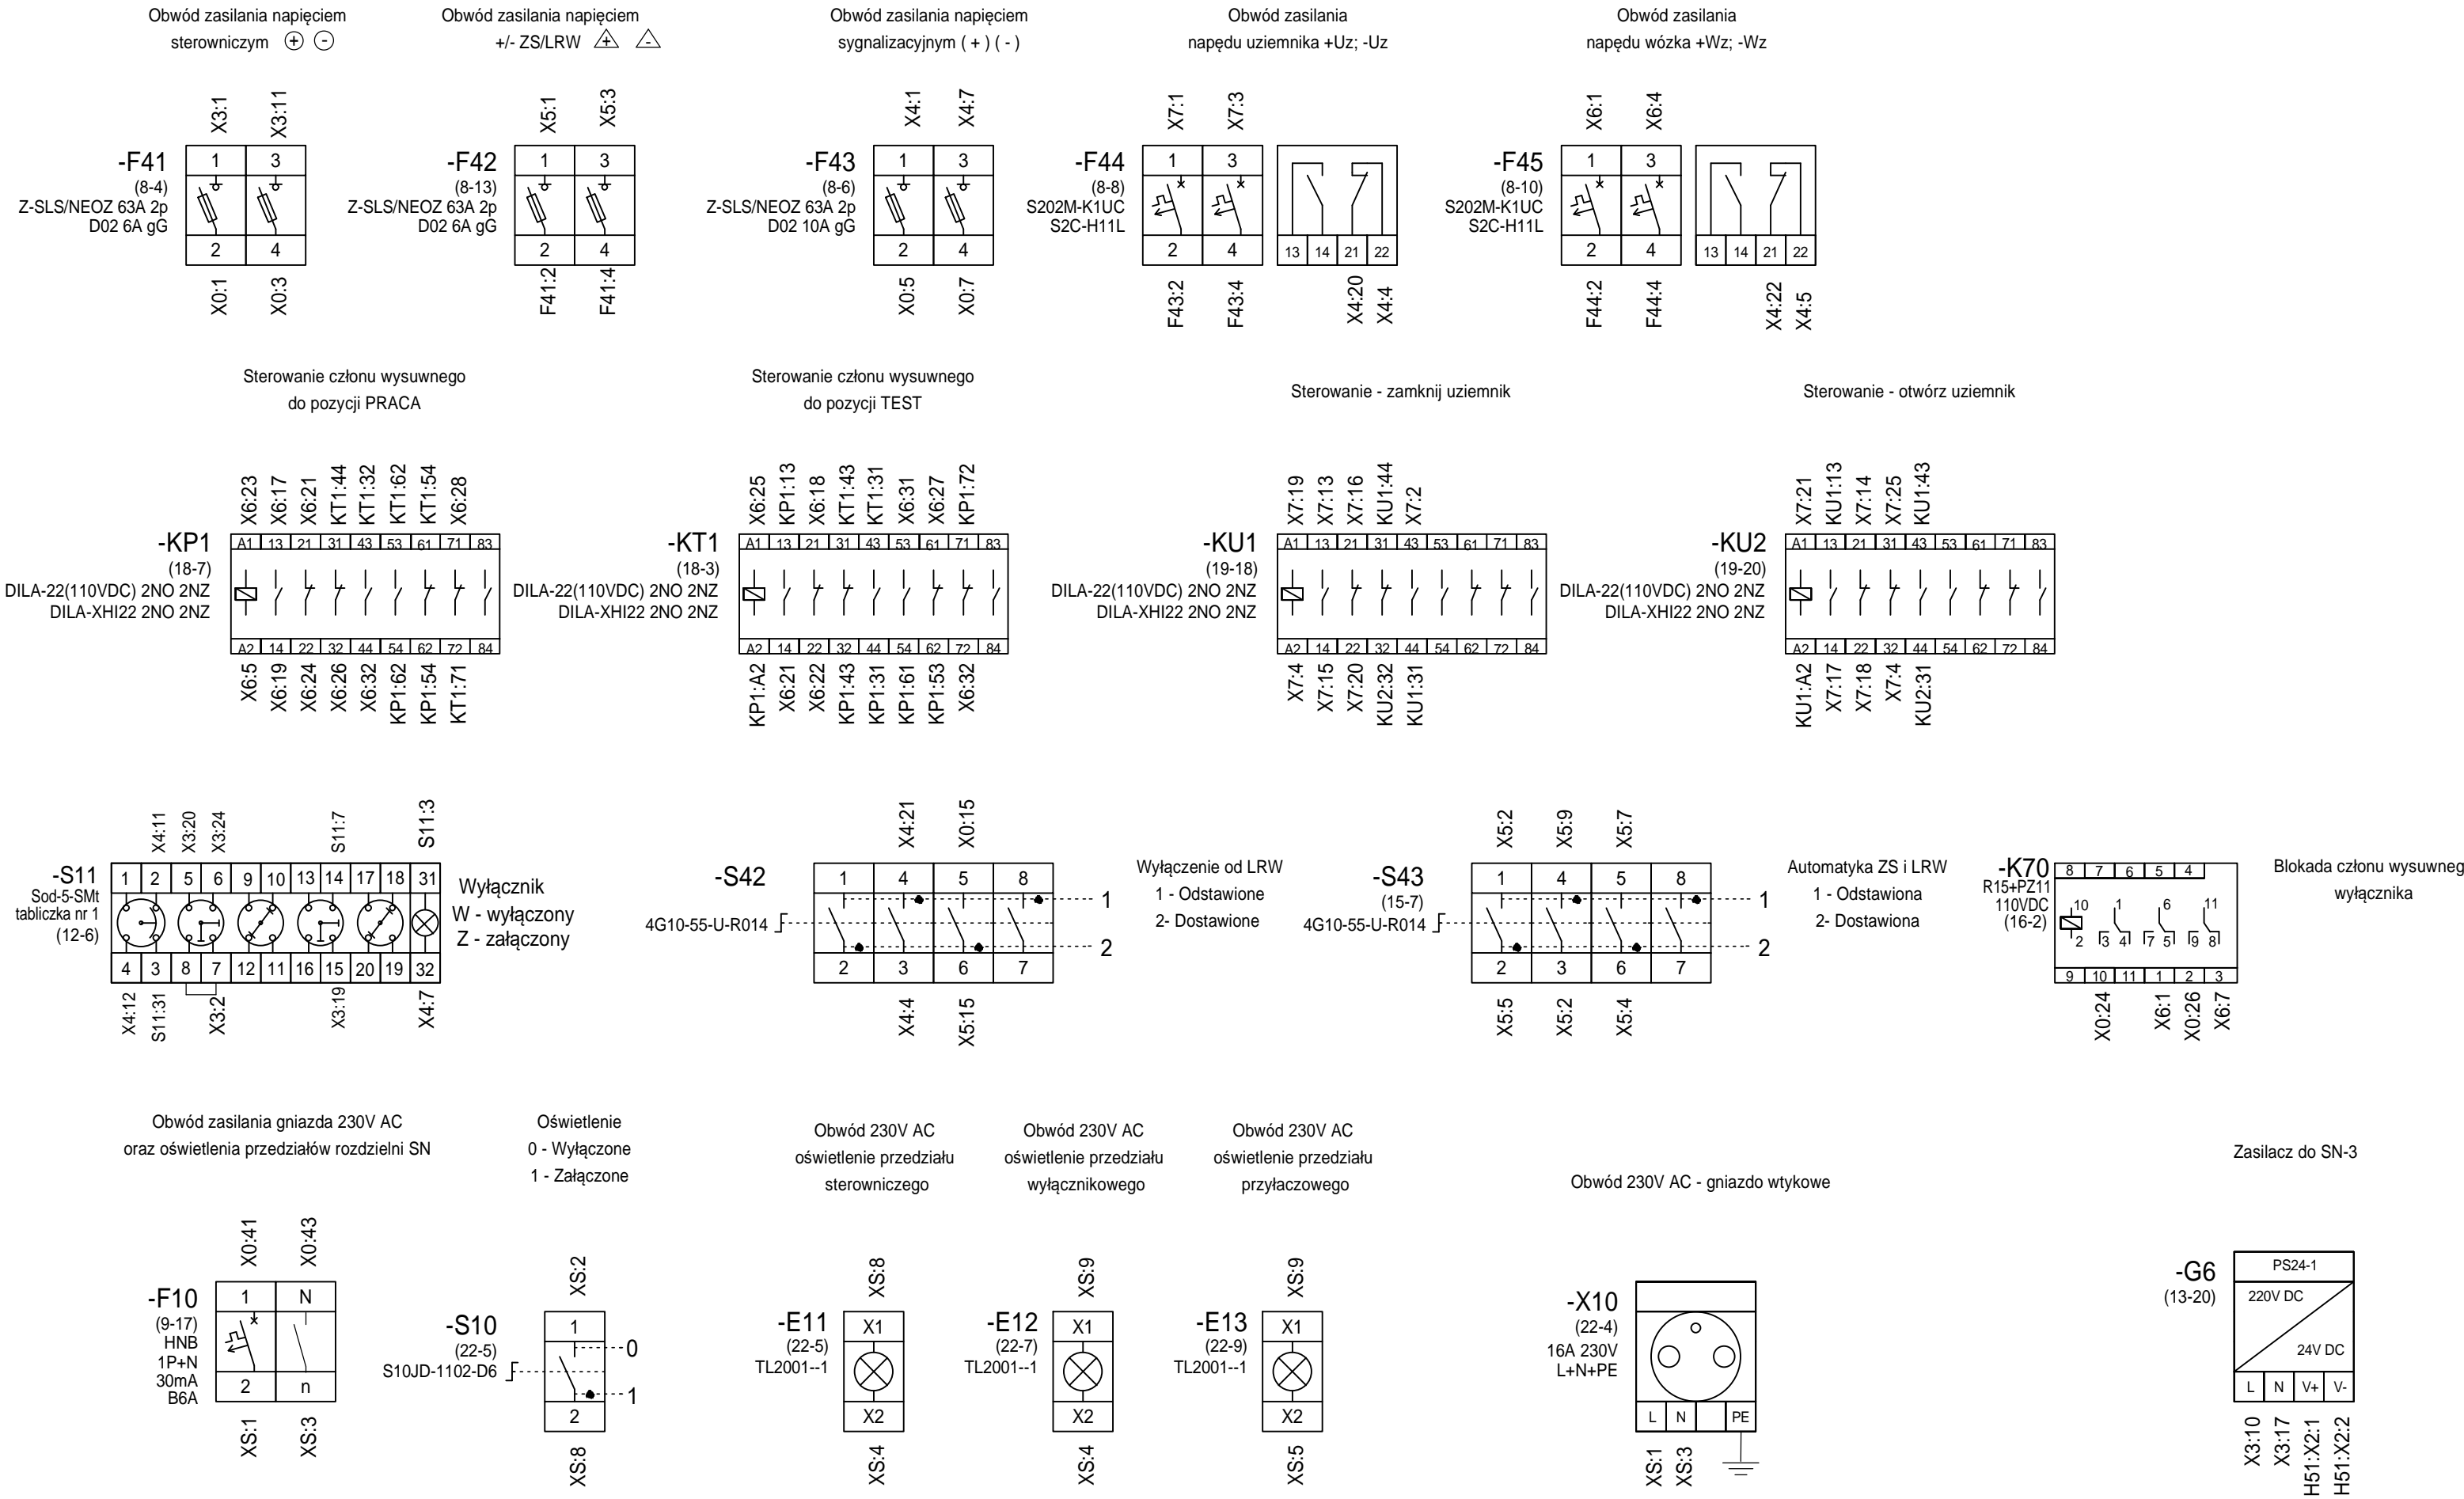 Obwód zasilania napięciem
sterowniczym + -
Obwód zasilania napięciem
+/- ZS/LRW + -
Obwód zasilania napięciem
sygnalizacyjnym ( + ) ( - )
Obwód zasilania
napędu uziemnika +Uz; -Uz
Obwód zasilania
napędu wózka +Wz; -Wz
X3:1 X3:11
-F41
(8-4)
Z-SLS/NEOZ 63A 2p
D02 6A gG
1 3
2 4
X0:1 X0:3
X5:1 X5:3
-F42
(8-13)
Z-SLS/NEOZ 63A 2p
D02 6A gG
1 3
2 4
F41:2 F41:4
X4:1 X4:7
-F43
(8-6)
Z-SLS/NEOZ 63A 2p
D02 10A gG
1 3
2 4
X0:5 X0:7
X7:1 X7:3
-F44
(8-8)
S202M-K1UC
S2C-H11L
1 3
2 4
13 14 21 22
F43:2 F43:4 X4:20 X4:4
X6:1 X6:4
-F45
(8-10)
S202M-K1UC
S2C-H11L
1 3
2 4
13 14 21 22
F44:2 F44:4 X4:22 X4:5
Sterowanie członu wysuwnego
do pozycji PRACA
Sterowanie członu wysuwnego
do pozycji TEST
Sterowanie - zamknij uziemnik
Sterowanie - otwórz uziemnik
X6:23 X6:17 X6:21 KT1:44 KT1:32 KT1:62 KT1:54 X6:28
-KP1
(18-7)
DILA-22(110VDC) 2NO 2NZ
DILA-XHI22 2NO 2NZ
A1 13 21 31 43 53 61 71 83
A2 14 22 32 44 54 62 72 84
X6:5 X6:19 X6:24 X6:26 X6:32 KP1:62 KP1:54 KT1:71
X6:25 KP1:13 X6:18 KT1:43 KT1:31 X6:31 X6:27 KP1:72
-KT1
(18-3)
DILA-22(110VDC) 2NO 2NZ
DILA-XHI22 2NO 2NZ
A1 13 21 31 43 53 61 71 83
A2 14 22 32 44 54 62 72 84
KP1:A2 X6:21 X6:22 KP1:43 KP1:31 KP1:61 KP1:53 X6:32
X7:19 X7:13 X7:16 KU1:44 X7:2
-KU1
(19-18)
DILA-22(110VDC) 2NO 2NZ
DILA-XHI22 2NO 2NZ
A1 13 21 31 43 53 61 71 83
A2 14 22 32 44 54 62 72 84
X7:4 X7:15 X7:20 KU2:32 KU1:31
X7:21 KU1:13 X7:14 X7:25 KU1:43
-KU2
(19-20)
DILA-22(110VDC) 2NO 2NZ
DILA-XHI22 2NO 2NZ
A1 13 21 31 43 53 61 71 83
A2 14 22 32 44 54 62 72 84
KU1:A2 X7:17 X7:18 X7:4 KU2:31
X4:11 X3:20 X3:24 S11:7 S11:3
-S11
Sod-5-SMt
tabliczka nr 1
(12-6)
1 2 5 6 9 10 13 14 17 18 31
4 3 8 7 12 11 16 15 20 19 32
X4:12 S11:31 X3:2 X3:19 X4:7
Wyłącznik
W - wyłączony
Z - załączony
X4:21 X0:15
-S42
4G10-55-U-R014
1 4 5 8
1
2
2 3 6 7
X4:4 X5:15
Wyłączenie od LRW
1 - Odstawione
2- Dostawione
X5:2 X5:9 X5:7
-S43
(15-7)
4G10-55-U-R014
1 4 5 8
1
2
2 3 6 7
X5:5 X5:2 X5:4
Automatyka ZS i LRW
1 - Odstawiona
2- Dostawiona
-K70
R15+PZ11
110VDC
(16-2)
8 7 6 5 4
10 1 6 11
2 3 4 7 5 9 8
9 10 11 1 2 3
X0:24 X6:1 X0:26 X6:7
Blokada członu wysuwneg
wyłącznika
Obwód zasilania gniazda 230V AC
oraz oświetlenia przedziałów rozdzielni SN
Oświetlenie
0 - Wyłączone
1 - Załączone
Obwód 230V AC
oświetlenie przedziału
sterowniczego
Obwód 230V AC
oświetlenie przedziału
wyłącznikowego
Obwód 230V AC
oświetlenie przedziału
przyłaczowego
Obwód 230V AC - gniazdo wtykowe
Zasilacz do SN-3
X0:41 X0:43
-F10
(9-17)
HNB
1P+N
30mA
B6A
1 N
2 n
XS:1 XS:3
XS:2
-S10
(22-5)
S10JD-1102-D6
1
0
1
2
XS:8
XS:8
-E11
(22-5)
TL2001--1
X1
X2
XS:4
XS:9
-E12
(22-7)
TL2001--1
X1
X2
XS:4
XS:9
-E13
(22-9)
TL2001--1
X1
X2
XS:5
-X10
(22-4)
16A 230V
L+N+PE
L N PE
XS:1 XS:3
-G6
(13-20)
PS24-1
220V DC
24V DC
L N V+ V-
X3:10 X3:17 H51:X2:1 H51:X2:2